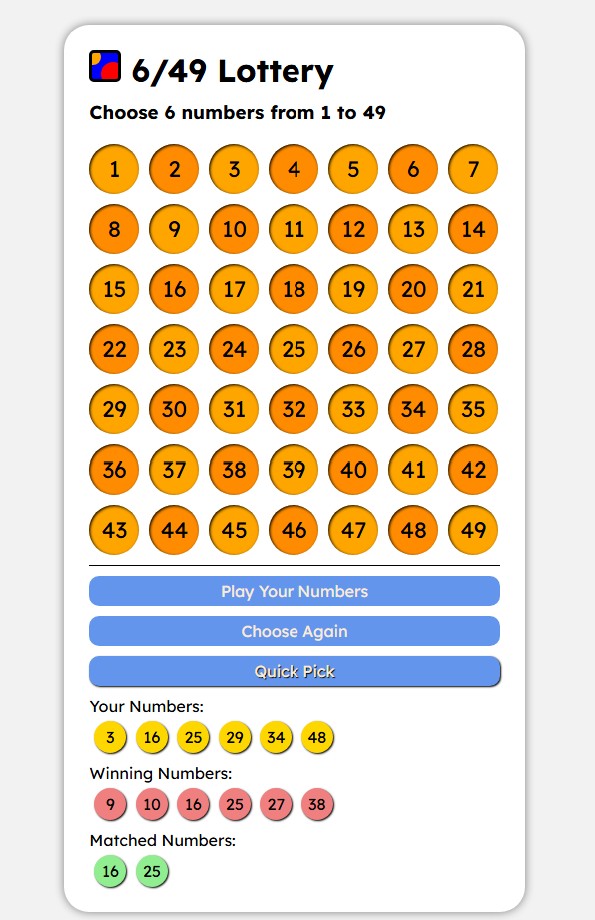 6/49 Lottery
Choose 6 numbers from 1 to 49
1 2 3 4 5 6 7
8 9 10 11 12 13 14
15 16 17 18 19 20 21
22 23 24 25 26 27 28
29 30 31 32 33 34 35
36 37 38 39 40 41 42
43 44 45 46 47 48 49
Play Your Numbers
Choose Again
Quick Pick
Your Numbers:
3 16 25 29 34 48
Winning Numbers:
9 10 16 25 27 38
Matched Numbers:
16 25